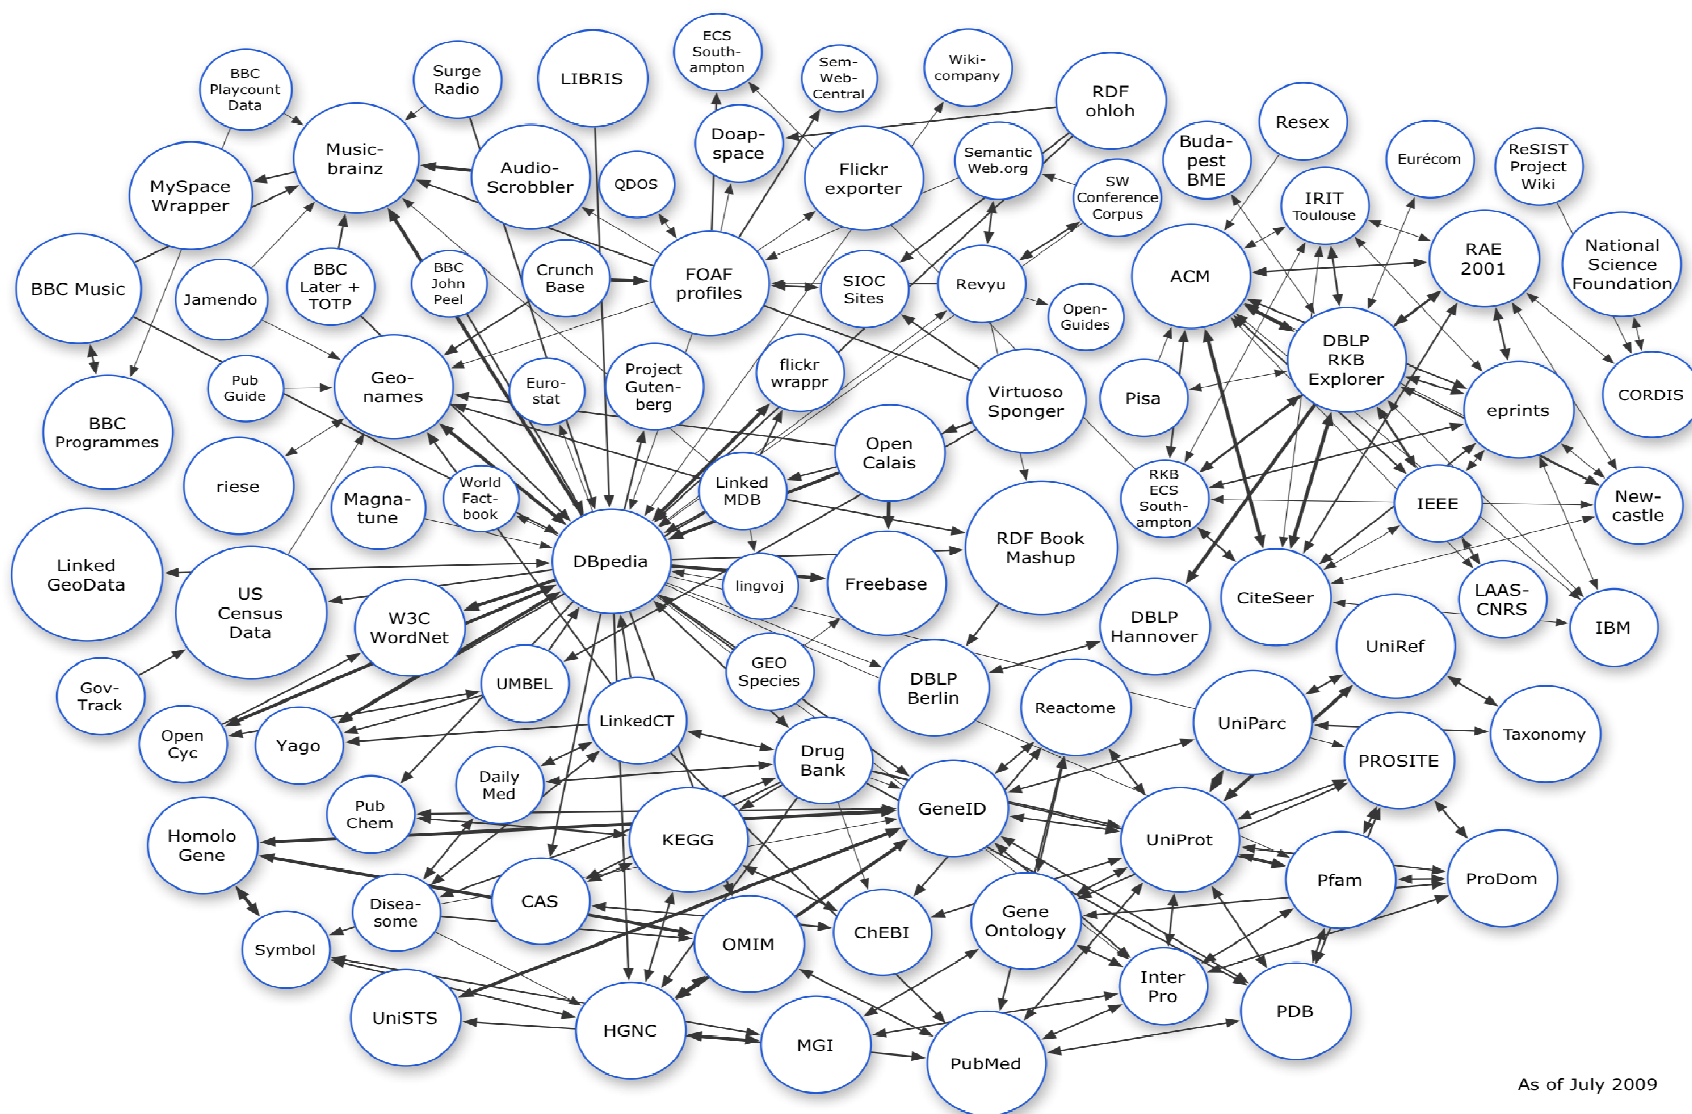 ECS
South-
ampton
BBC
Playcount
Data
Surge
Radio
LIBRIS
Sem-
Web-
Central
Wiki-
company
RDF
ohloh
Resex
Music-
brainz
Audio-
Scrobbler
QDOS
Doap-
space
Flickr
exporter
Semantic
Web.org
SW
Conference
Corpus
Buda-
pest
BME
Eurécom
ReSIST
Project
Wiki
MySpace
Wrapper
IRIT
Toulouse
BBC Music
Jamendo
BBC
Later +
TOTP
BBC
John
Peel
Crunch
Base
FOAF
profiles
SIOC
Sites
Revyu
Open-
Guides
ACM
RAE
2001
National
Science
Foundation
BBC
Programmes
Pub
Guide
Geo-
names
Euro-
stat
Project
Guten-
berg
flickr
wrappr
Virtuoso
Sponger
Pisa
DBLP
RKB
Explorer
eprints
CORDIS
riese
Magna-
tune
World
Fact-
book
Linked
MDB
Open
Calais
RKB
ECS
South-
ampton
IEEE
New-
castle
Linked
GeoData
US
Census
Data
W3C
WordNet
DBpedia
lingvoj
Freebase
RDF Book
Mashup
DBLP
Hannover
CiteSeer
LAAS-
CNRS
IBM
Gov-
Track
Open
Cyc
Yago
UMBEL
LinkedCT
GEO
Species
DBLP
Berlin
Reactome
UniParc
UniRef
Taxonomy
PROSITE
Daily
Med
Drug
Bank
Pub
Chem
Homolo
Gene
KEGG
GeneID
UniProt
Pfam
ProDom
Symbol
Disea-
some
CAS
OMIM
ChEBI
Gene
Ontology
Inter
Pro
PDB
UniSTS
HGNC
MGI
PubMed
As of July 2009